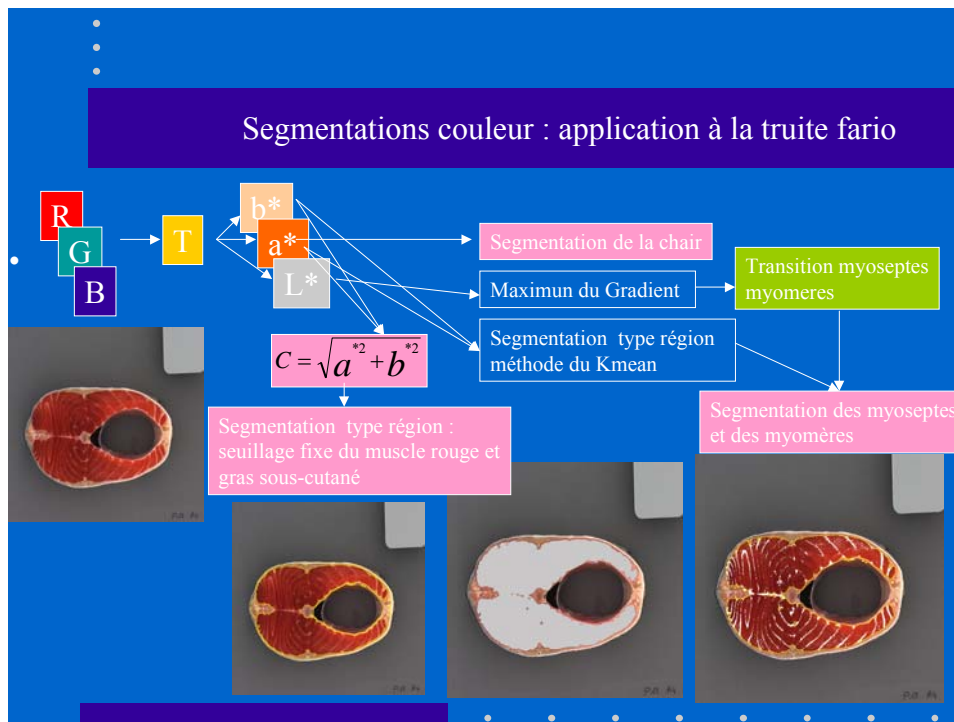 Segmentations couleur : application à la truite fario
R
G
B
T
b*
a*
L*
Segmentation de la chair
Maximun du Gradient
Transition myoseptes
myomeres
Segmentation type région
méthode du Kmean
C = √a*² + b*²
Segmentation type région :
seuillage fixe du muscle rouge et
gras sous-cutané
Segmentation des myoseptes
et des myomères